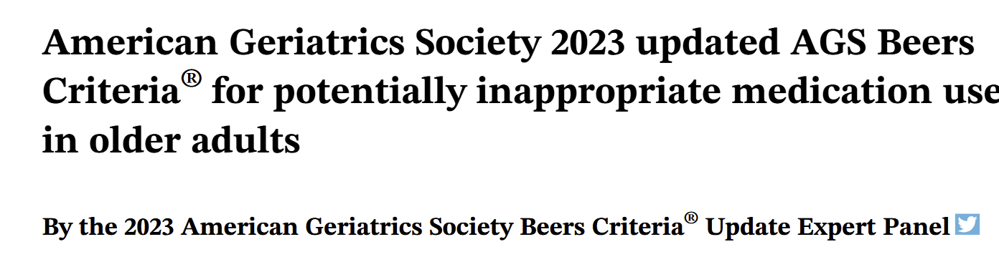 American Geriatrics Society 2023 updated AGS Beers
Criteria® for potentially inappropriate medication use
in older adults
By the 2023 American Geriatrics Society Beers Criteria® Update Expert Panel